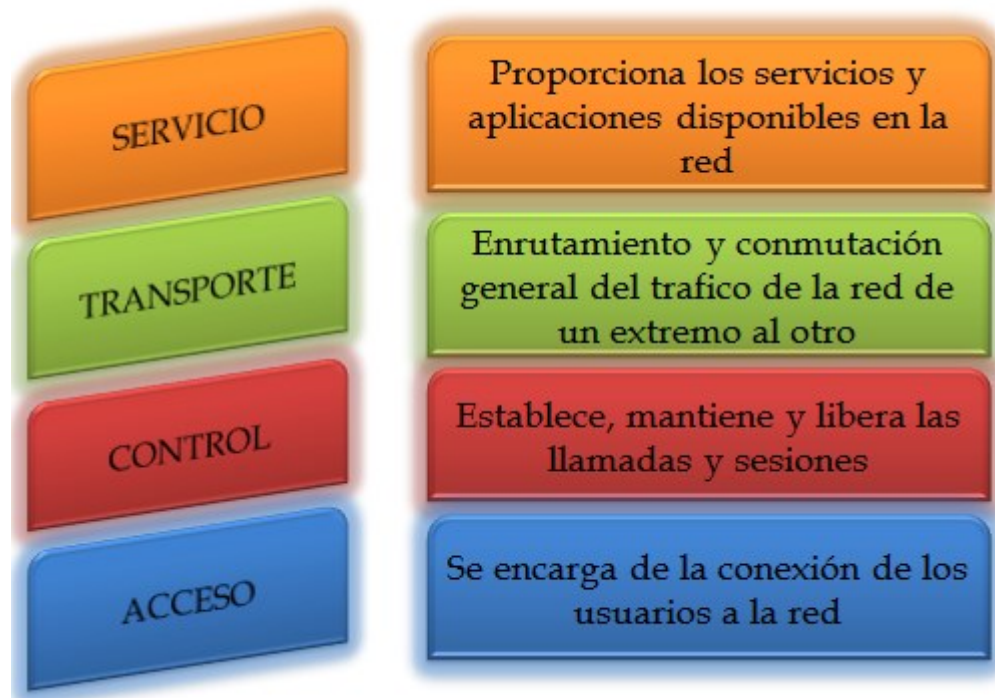 SERVICIO
Proporciona los servicios y
aplicaciones disponibles en la
red
TRANSPORTE
Enrutamiento y conmutación
general del trafico de la red de
un extremo al otro
CONTROL
Establece, mantiene y libera las
llamadas y sesiones
ACCESO
Se encarga de la conexión de los
usuarios a la red